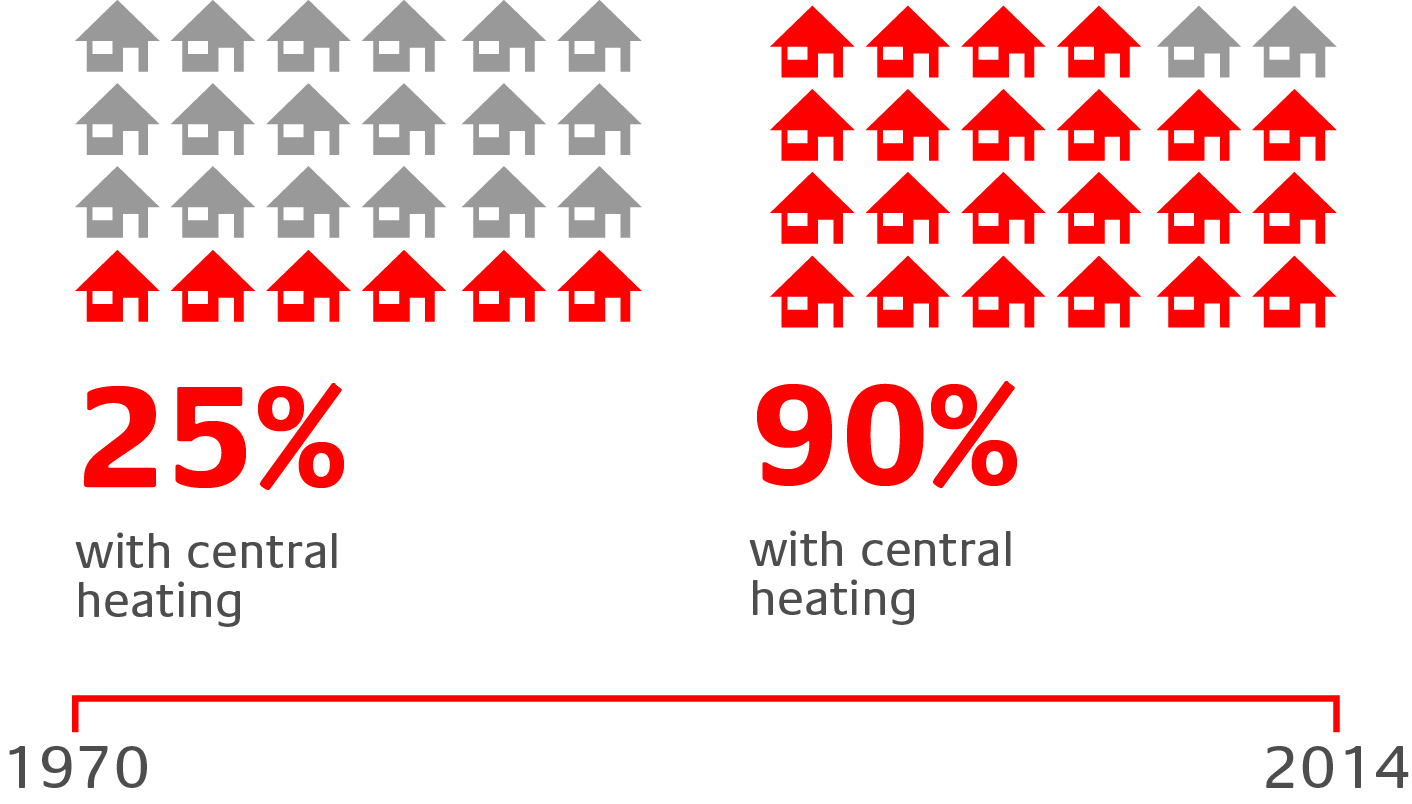 25%
with central
heating
90%
with central
heating
1970
2014